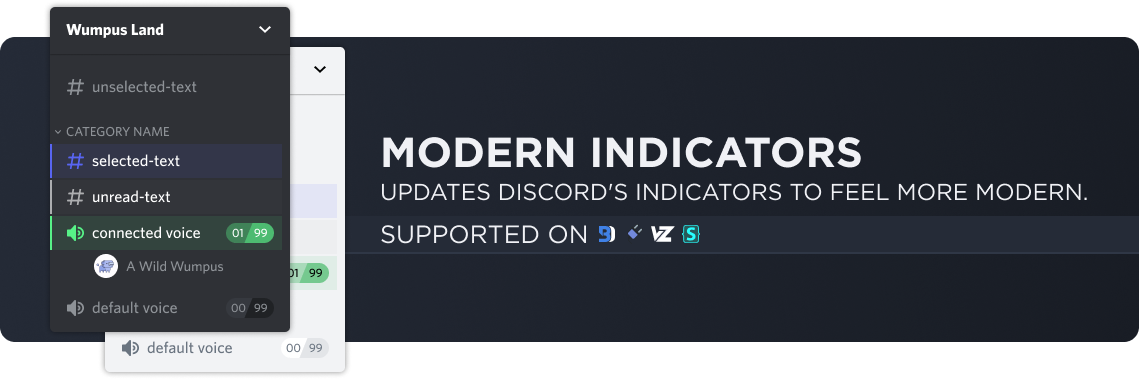 Wumpus Land
unselected-text
CATEGORY NAME
selected-text
unread-text
connected voice 01 99
A Wild Wumpus
default voice 00 99
01 99
default voice 00 99
MODERN INDICATORS
UPDATES DISCORD'S INDICATORS TO FEEL MORE MODERN.
SUPPORTED ON